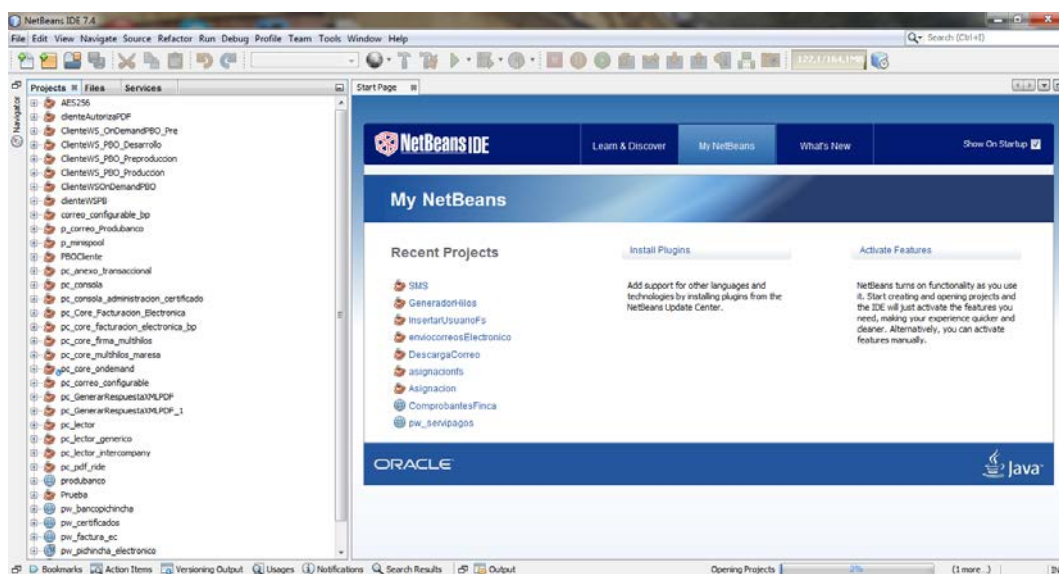 NetBeans IDE 7.4
File Edit View Navigate Source Refactor Run Debug Profile Team Tools Window Help
Search (Ctrl+I)
Projects Files Services
Start Page
Navigator
AES256
clienteAutorizaPDF
ClienteWS_OnDemandPBO_Pre
ClienteWS_PBO_Desarrollo
ClienteWS_PBO_Preproduccion
ClienteWS_PBO_Produccion
ClienteWSOnDemandPBO
clienteWSPB
correo_configurable_bp
p_correo_Produbanco
p_minispool
PBOCliente
pc_anexo_transaccional
pc_consola
pc_consola_administracion_certificado
pc_Core_Facturacion_Electronica
pc_core_facturacion_electronica_bp
pc_core_firma_multihilos
pc_core_multihilos_maresa
pc_core_ondemand
pc_correo_configurable
pc_GenerarRespuestaXMLPDF
pc_GenerarRespuestaXMLPDF_1
pc_lector
pc_lector_generico
pc_lector_intercompany
pc_pdf_ride
produbanco
Prueba
pw_bancopichincha
pw_certificados
pw_factura_ec
pw_pichincha_electronico
NetBeans IDE
Learn & Discover My NetBeans What's New Show On Startup
My NetBeans
Recent Projects
SMS
GeneradorHilos
InsertarUsuarioFs
enviocorreosElectronico
DescargaCorreo
asignacionfs
Asignacion
ComprobantesFinca
pw_servipagos
Install Plugins
Add support for other languages and
technologies by installing plugins from the
NetBeans Update Center.
Activate Features
NetBeans turns on functionality as you use
it. Start creating and opening projects and
the IDE will just activate the features you
need, making your experience quicker and
cleaner. Alternatively, you can activate
features manually.
ORACLE
Java
Bookmarks Action Items Versioning Output Usages Notifications Search Results Output Opening Projects (1 more...)